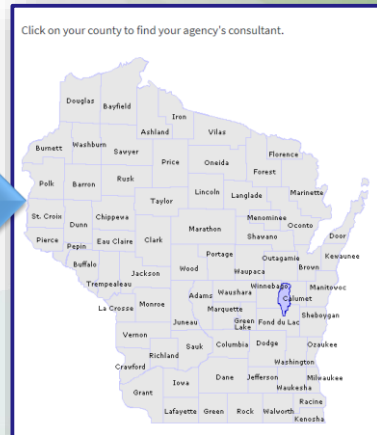 Click on your county to find your agency's consultant.
Douglas
Bayfield
Iron
Ashland
Vilas
Burnett
Washburn
Sawyer
Florence
Price
Oneida
Forest
Polk
Barron
Rusk
Lincoln
Langlade
Marinette
Taylor
St. Croix
Dunn
Chippewa
Menominee
Oconto
Marathon
Shawano
Door
Pierce
Pepin
Eau Claire
Clark
Kewaunee
Portage
Outagamie
Buffalo
Wood
Waupaca
Brown
Jackson
Trempealeau
Winnebago
Manitowoc
Adams
Waushara
Calumet
La Crosse
Monroe
Marquette
Juneau
Green
Lake
Fond du Lac
Sheboygan
Vernon
Sauk
Columbia
Dodge
Ozaukee
Richland
Washington
Crawford
Iowa
Dane
Jefferson
Milwaukee
Waukesha
Grant
Racine
Lafayette
Green
Rock
Walworth
Kenosha